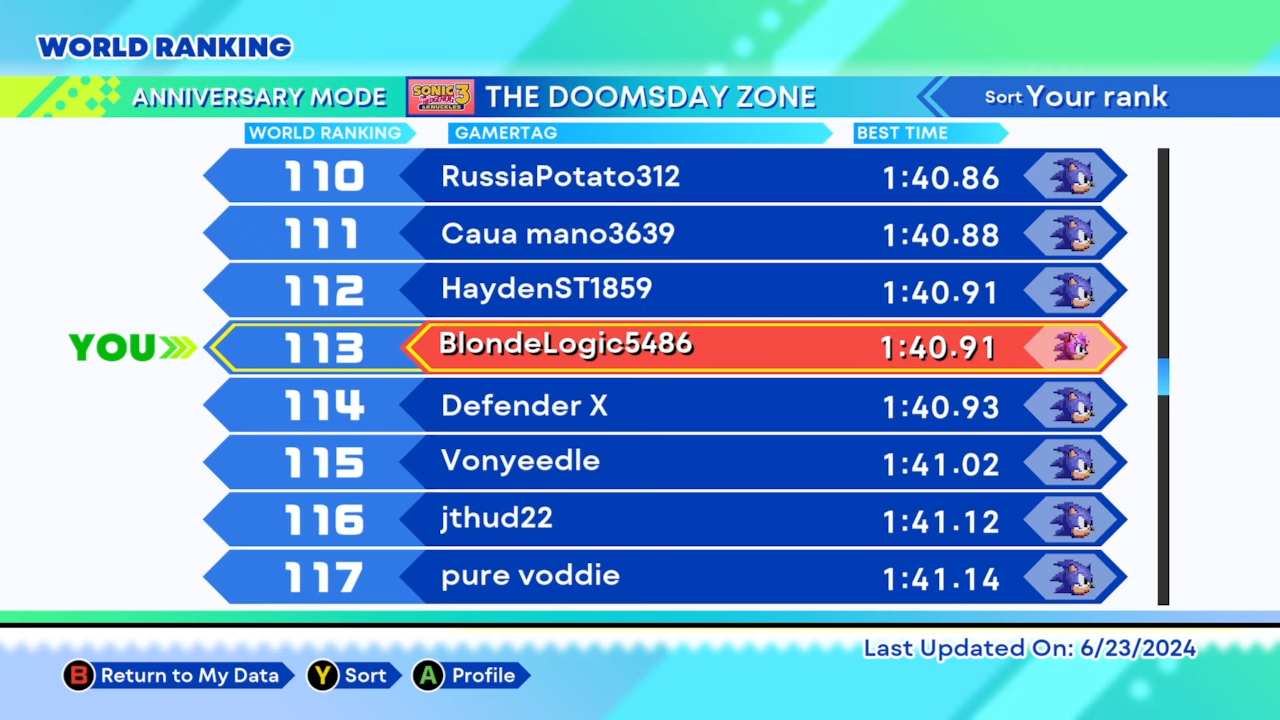 WORLD RANKING
ANNIVERSARY MODE SONIC 3 & KNUCKLES THE DOOMSDAY ZONE Sort Your rank
WORLD RANKING GAMERTAG BEST TIME
110 RussiaPotato312 1:40.86
111 Caua mano3639 1:40.88
112 HaydenST1859 1:40.91
YOU 113 BlondeLogic5486 1:40.91
114 Defender X 1:40.93
115 Vonyeedle 1:41.02
116 jthud22 1:41.12
117 pure voddie 1:41.14
Last Updated On: 6/23/2024
B Return to My Data Y Sort A Profile